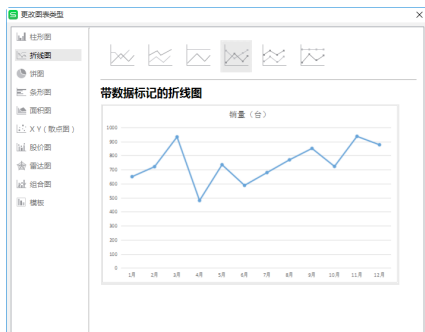 更改图表类型
柱形图
折线图
饼图
条形图
面积图
X Y（散点图）
股价图
雷达图
组合图
模板
带数据标记的折线图
销量（台）
1000
900
800
700
600
500
400
300
200
100
0
1月 2月 3月 4月 5月 6月 7月 8月 9月 10月 11月 12月